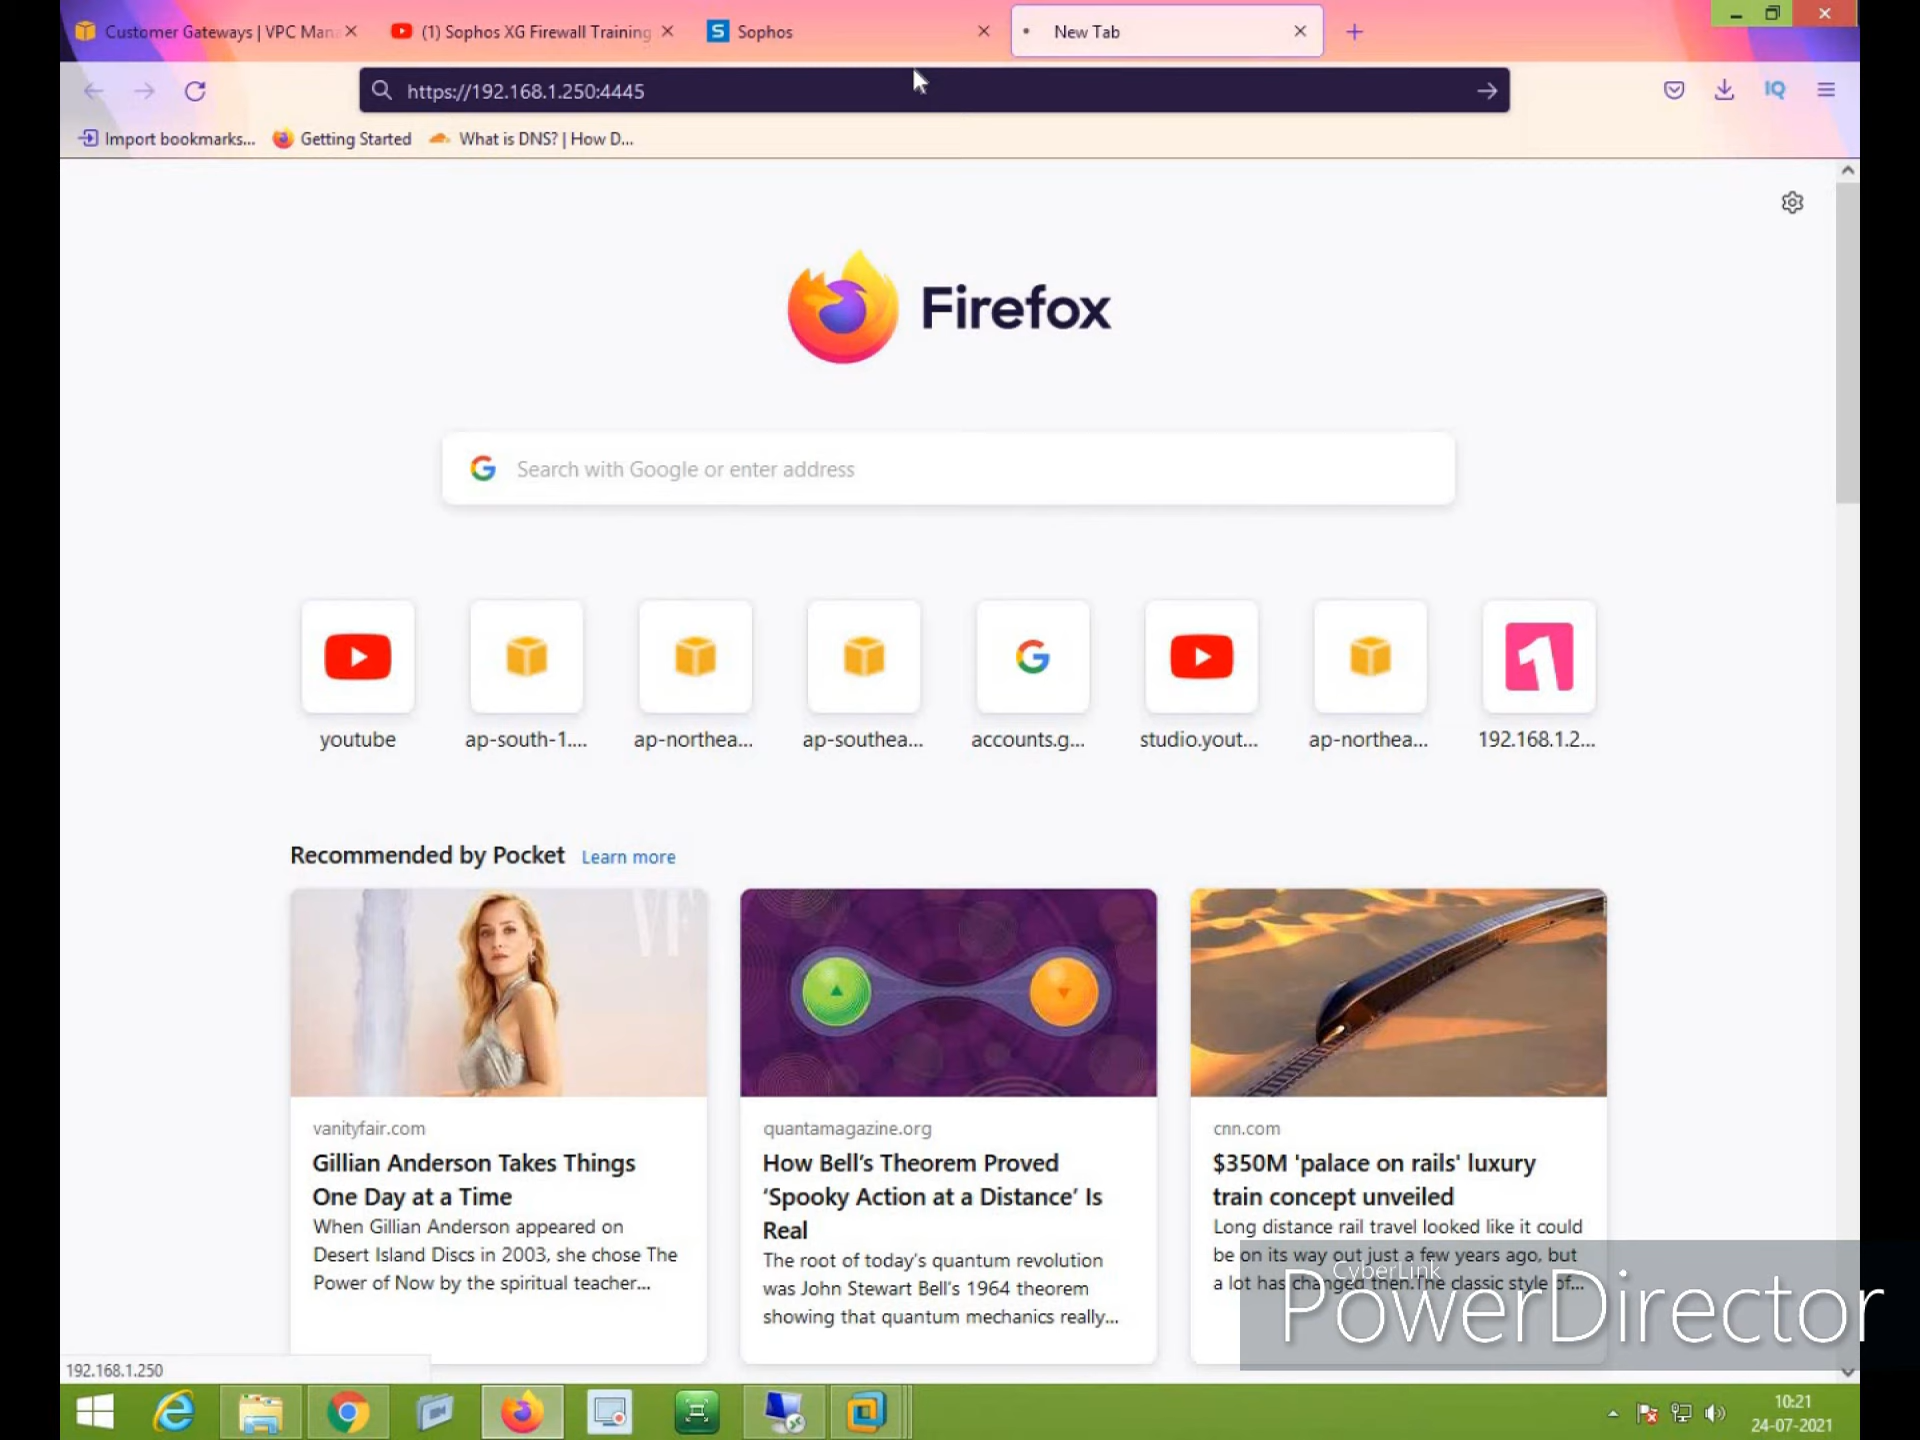 Customer Gateways | VPC Man
(1) Sophos XG Firewall Training
S Sophos
New Tab
https://192.168.1.250:4445
IQ
Import bookmarks...
Getting Started
What is DNS? | How D...
Firefox
Search with Google or enter address
youtube
ap-south-1....
ap-northea...
ap-southea...
accounts.g...
studio.yout...
ap-northea...
1
192.168.1.2...
Recommended by Pocket Learn more
VF
vanityfair.com
Gillian Anderson Takes Things
One Day at a Time
When Gillian Anderson appeared on
Desert Island Discs in 2003, she chose The
Power of Now by the spiritual teacher...
quantamagazine.org
How Bell’s Theorem Proved
‘Spooky Action at a Distance’ Is
Real
The root of today’s quantum revolution
was John Stewart Bell’s 1964 theorem
showing that quantum mechanics really...
cnn.com
$350M 'palace on rails' luxury
train concept unveiled
Long distance rail travel looked like it could
be on its way out just a few years ago, but
a lot has changed then.The classic style of...
CyberLink
PowerDirector
192.168.1.250
10:21
24-07-2021